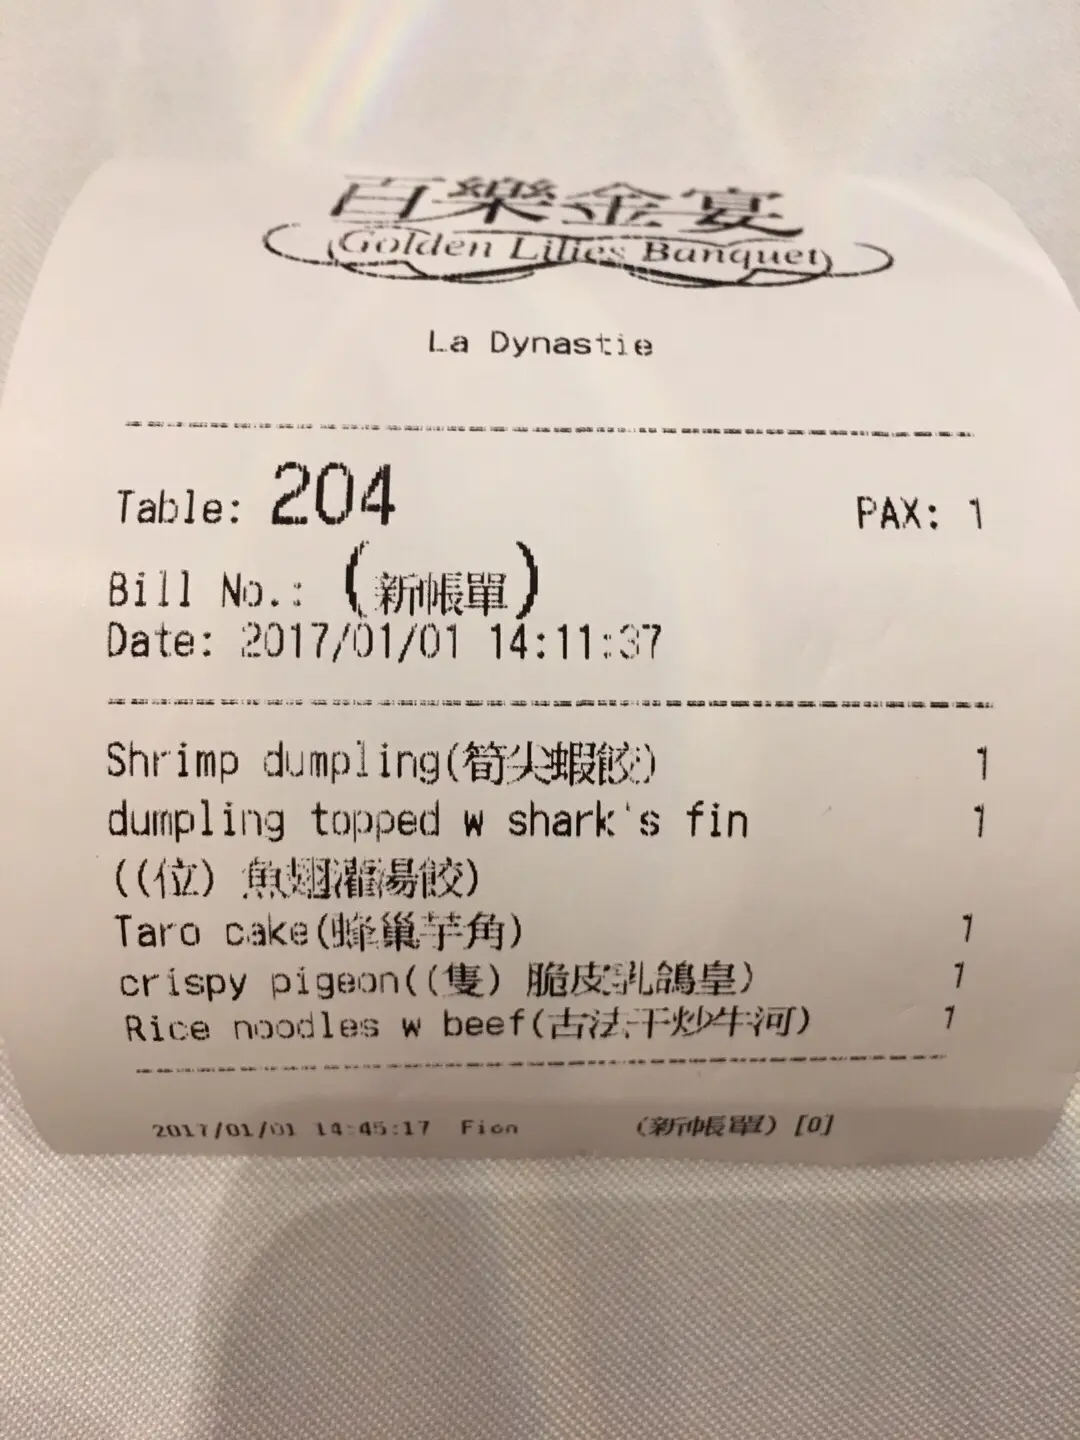 百樂金宴
Golden Lilies Banquet
La Dynastie
Table: 204 PAX: 1
Bill No.: (新帳單)
Date: 2017/01/01 14:11:37
Shrimp dumpling(筍尖蝦餃) 1
dumpling topped w shark's fin 1
((位) 魚翅灌湯餃)
Taro cake(蜂巢芋角) 1
crispy pigeon((隻) 脆皮乳鴿皇) 1
Rice noodles w beef(古法干炒牛河) 1
2017/01/01 14:45:17 Fion (新帳單) [0]